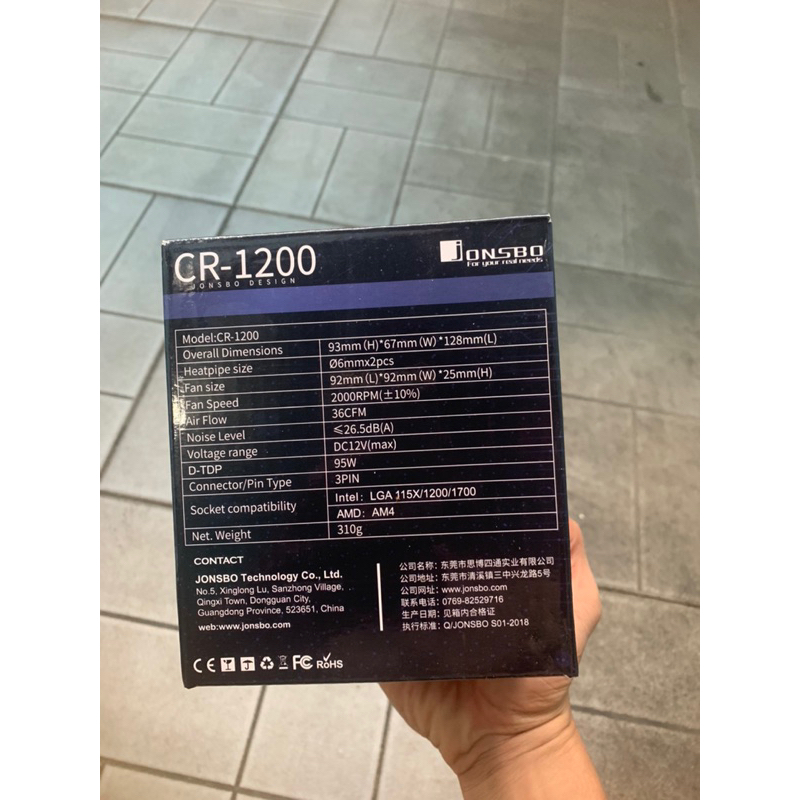 CR-1200
JONSBO DESIGN
JONSBO
For your real needs
Model:CR-1200
Overall Dimensions 93mm(H)*67mm(W)*128mm(L)
Heatpipe size Ø6mmx2pcs
Fan size 92mm(L)*92mm(W)*25mm(H)
Fan Speed 2000RPM(±10%)
Air Flow 36CFM
Noise Level ≤26.5dB(A)
Voltage range DC12V(max)
D-TDP 95W
Connector/Pin Type 3PIN
Socket compatibility Intel: LGA 115X/1200/1700
AMD: AM4
Net. Weight 310g
CONTACT
JONSBO Technology Co., Ltd.
No.5, Xinglong Lu, Sanzhong Village,
Qingxi Town, Dongguan City,
Guangdong Province, 523651, China
web:www.jonsbo.com
公司名称: 东莞市思博四通实业有限公司
公司地址: 东莞市清溪镇三中兴龙路5号
公司网址: www.jonsbo.com
联系电话: 0769-82529716
生产日期: 见箱内合格证
执行标准: Q/JONSBO S01-2018
CE FC RoHS